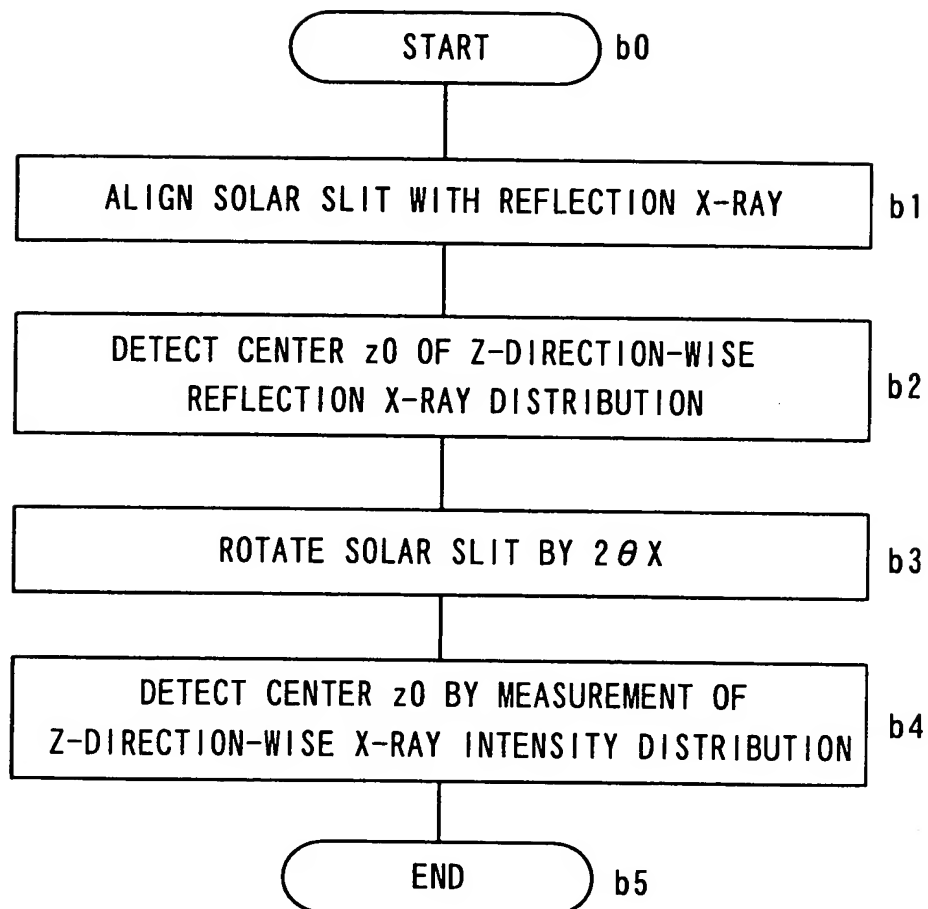 START b0
ALIGN SOLAR SLIT WITH REFLECTION X-RAY b1
DETECT CENTER z0 OF Z-DIRECTION-WISE
REFLECTION X-RAY DISTRIBUTION b2
ROTATE SOLAR SLIT BY 2θX b3
DETECT CENTER z0 BY MEASUREMENT OF
Z-DIRECTION-WISE X-RAY INTENSITY DISTRIBUTION b4
END b5